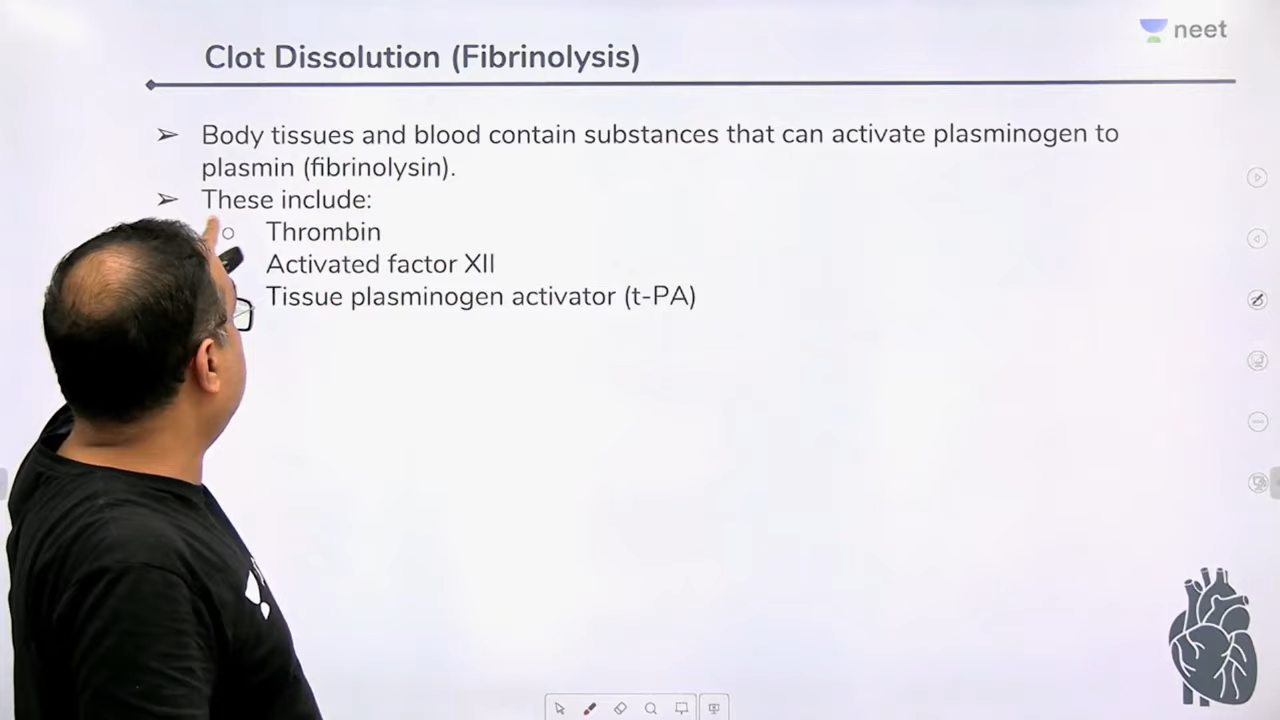 neet
Clot Dissolution (Fibrinolysis)
➢ Body tissues and blood contain substances that can activate plasminogen to
plasmin (fibrinolysin).
➢ These include:
○ Thrombin
Activated factor XII
Tissue plasminogen activator (t-PA)